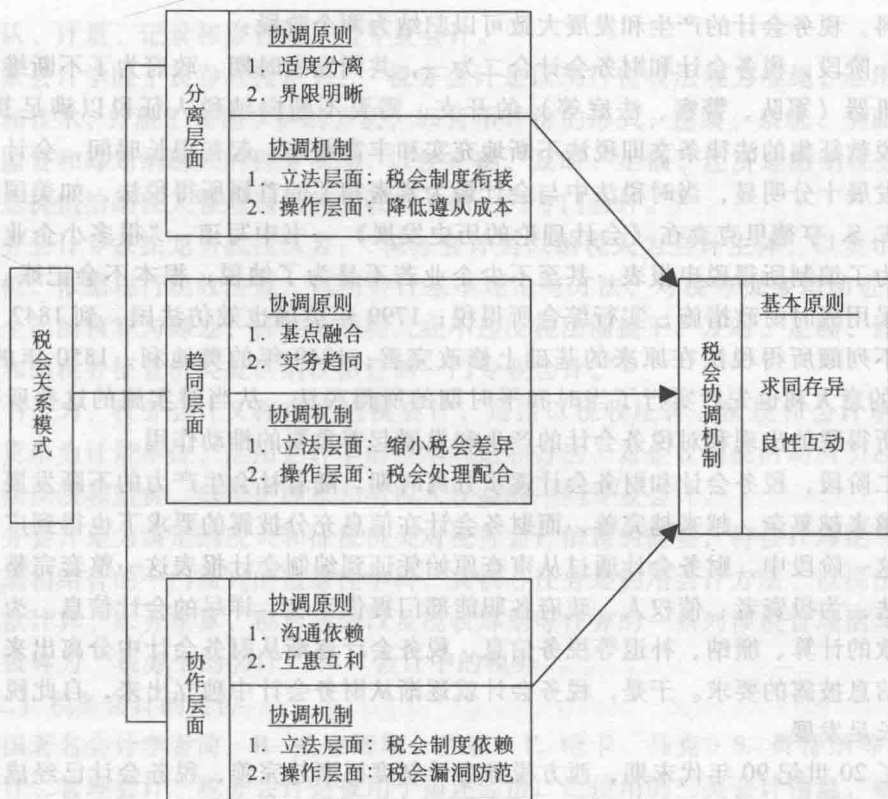 税会关系模式
分离层面
协调原则
1. 适度分离
2. 界限明晰
协调机制
1. 立法层面：税会制度衔接
2. 操作层面：降低遵从成本
趋同层面
协调原则
1. 基点融合
2. 实务趋同
协调机制
1. 立法层面：缩小税会差异
2. 操作层面：税会处理配合
协作层面
协调原则
1. 沟通依赖
2. 互惠互利
协调机制
1. 立法层面：税会制度依赖
2. 操作层面：税会漏洞防范
税会协调机制
基本原则
求同存异
良性互动